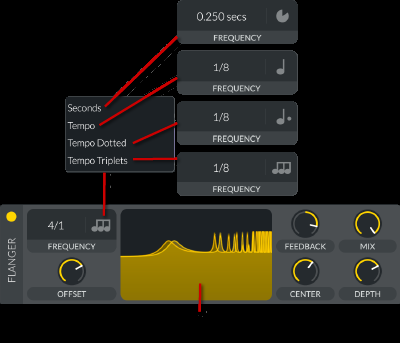 0.250 secs
FREQUENCY
1/8
FREQUENCY
Seconds
Tempo
Tempo Dotted
Tempo Triplets
1/8
FREQUENCY
1/8
FREQUENCY
FLANGER
4/1
FREQUENCY
OFFSET
FEEDBACK
MIX
CENTER
DEPTH